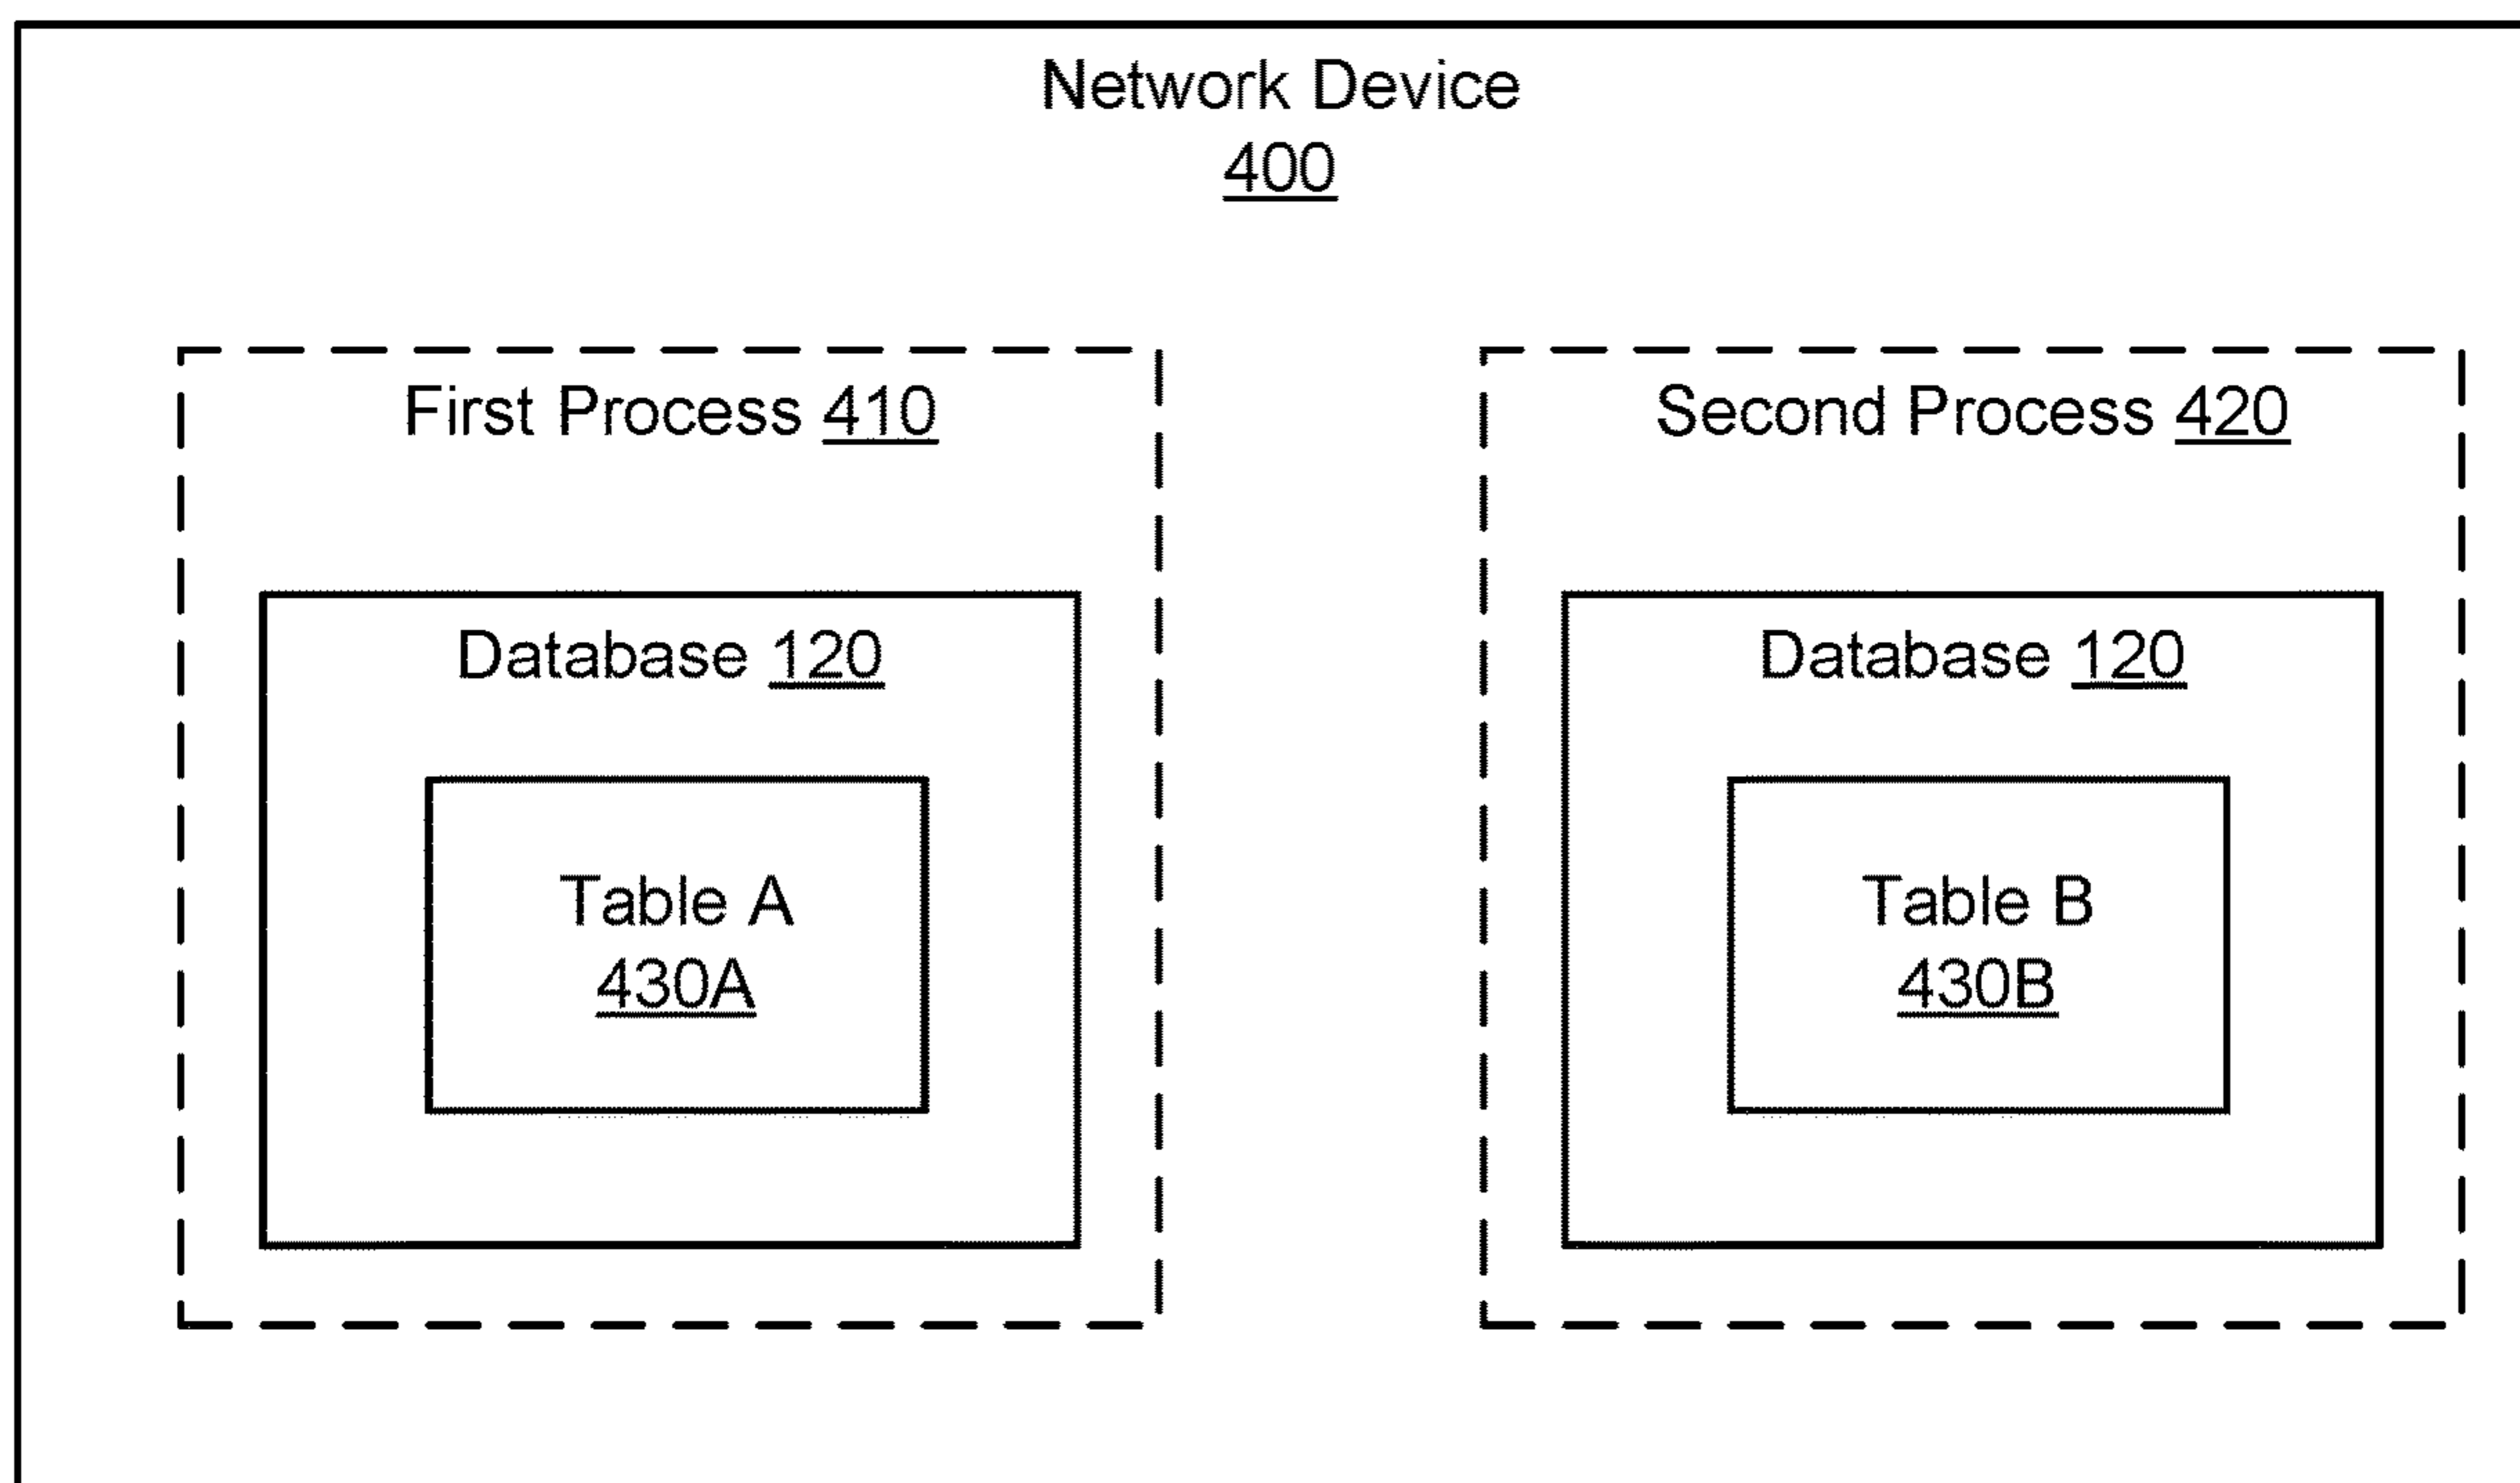 Network Device
400
First Process 410
Second Process 420
Database 120
Database 120
Table A
430A
Table B
430B